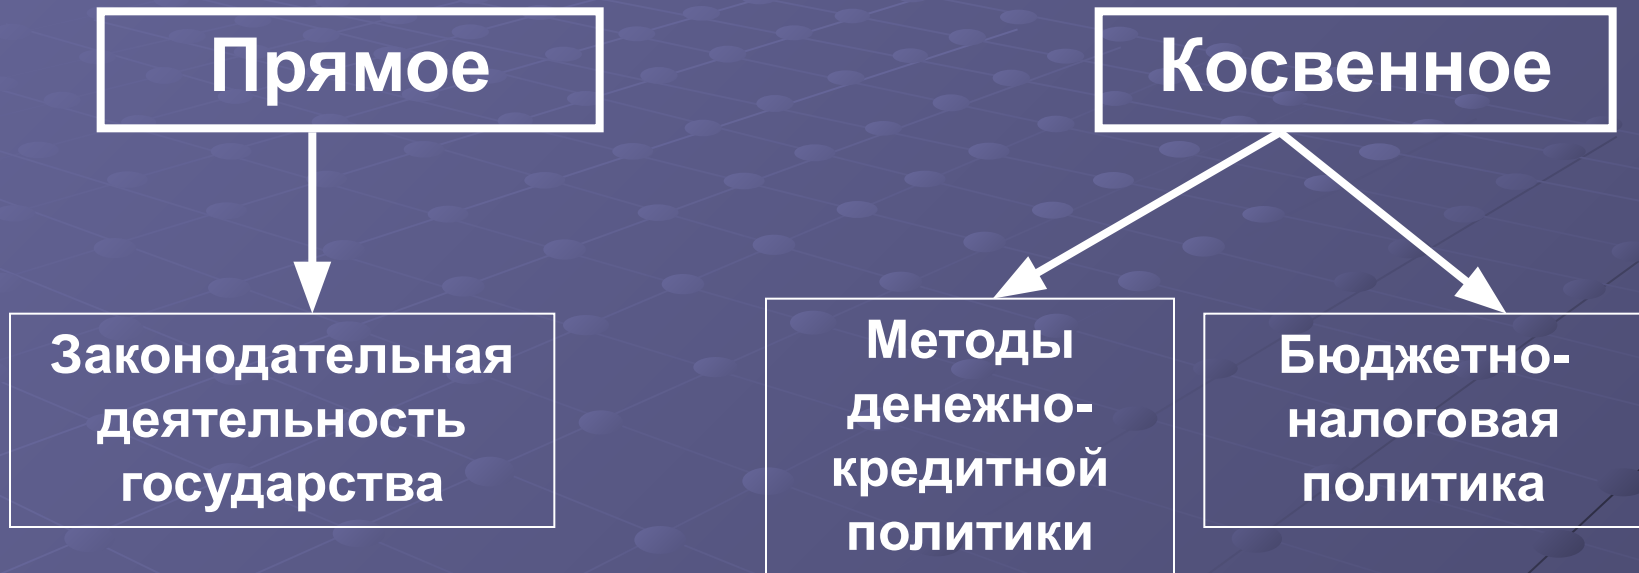 Прямое
Косвенное
Законодательная
деятельность
государства
Методы
денежно-
кредитной
политики
Бюджетно-
налоговая
политика